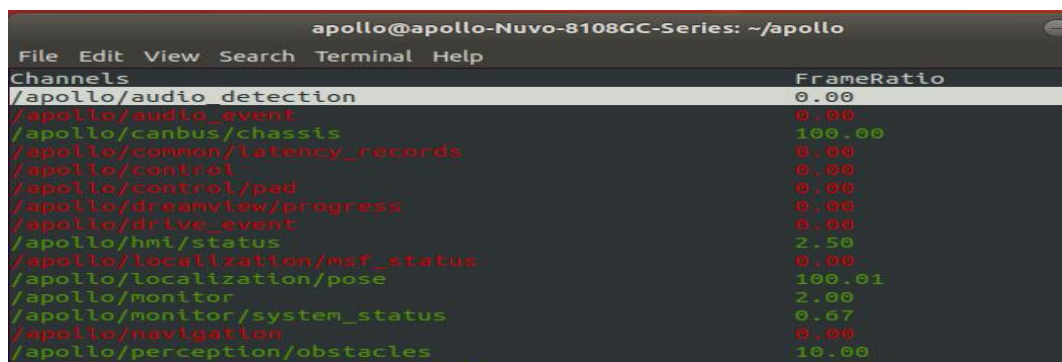 apollo@apollo-Nuvo-8108GC-Series: ~/apollo
File Edit View Search Terminal Help
Channels FrameRatio
/apollo/audio_detection 0.00
/apollo/audio_event 0.00
/apollo/canbus/chassis 100.00
/apollo/common/latency_records 0.00
/apollo/control 0.00
/apollo/control/pad 0.00
/apollo/dreamview/progress 0.00
/apollo/drive_event 0.00
/apollo/hmi/status 2.50
/apollo/localization/msf_status 0.00
/apollo/localization/pose 100.01
/apollo/monitor 2.00
/apollo/monitor/system_status 0.67
/apollo/navigation 0.00
/apollo/perception/obstacles 10.00